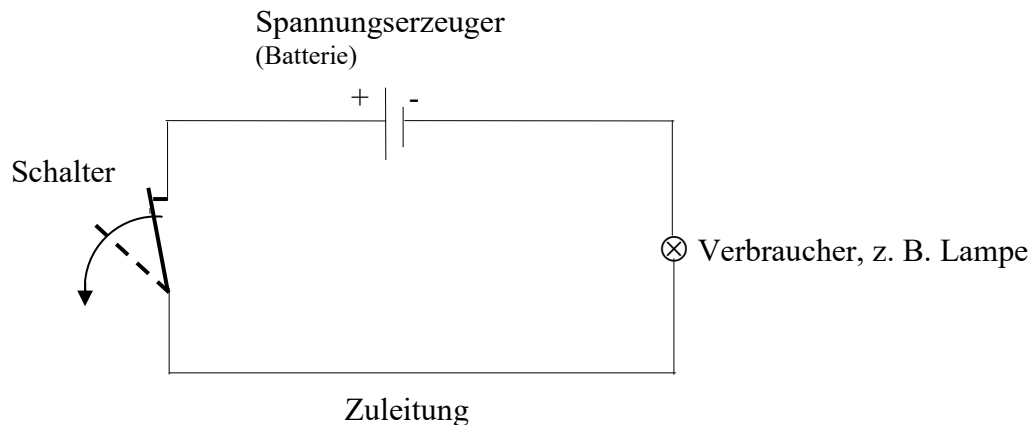 Spannungserzeuger
(Batterie)
+ -
Schalter
Verbraucher, z. B. Lampe
Zuleitung